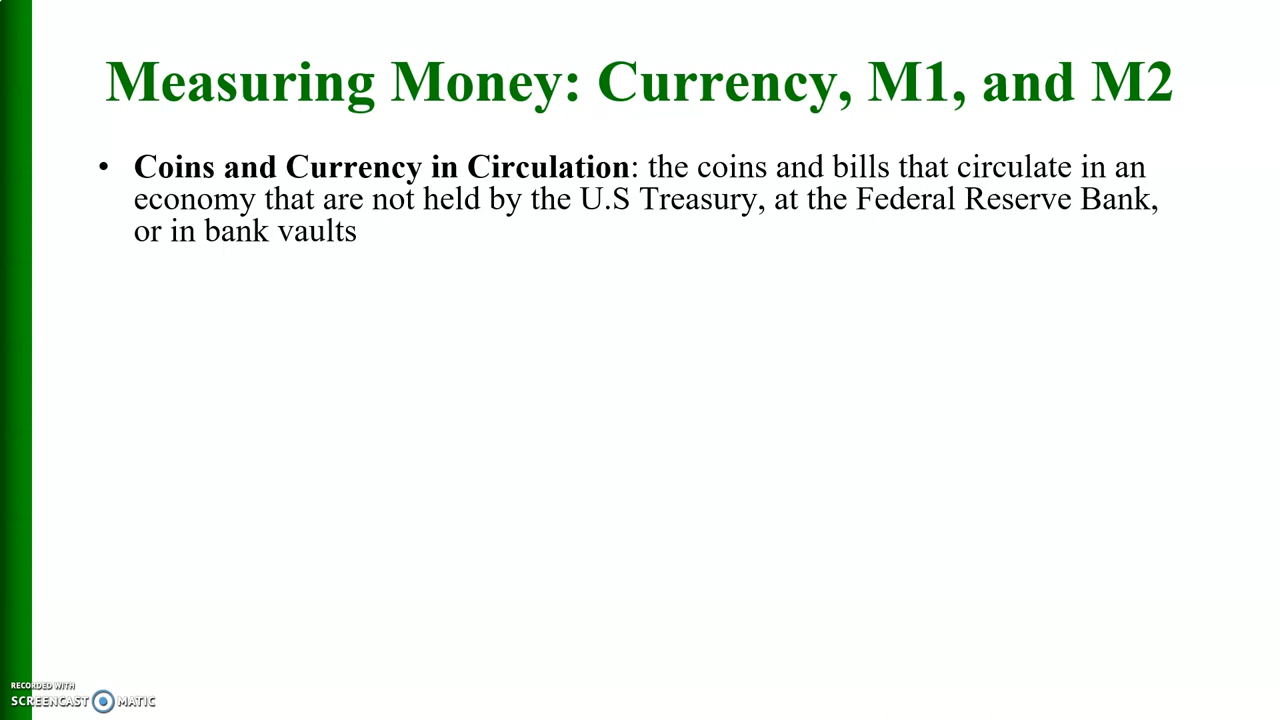 Measuring Money: Currency, M1, and M2
• Coins and Currency in Circulation: the coins and bills that circulate in an
economy that are not held by the U.S Treasury, at the Federal Reserve Bank,
or in bank vaults
RECORDED WITH
SCREENCAST MATIC